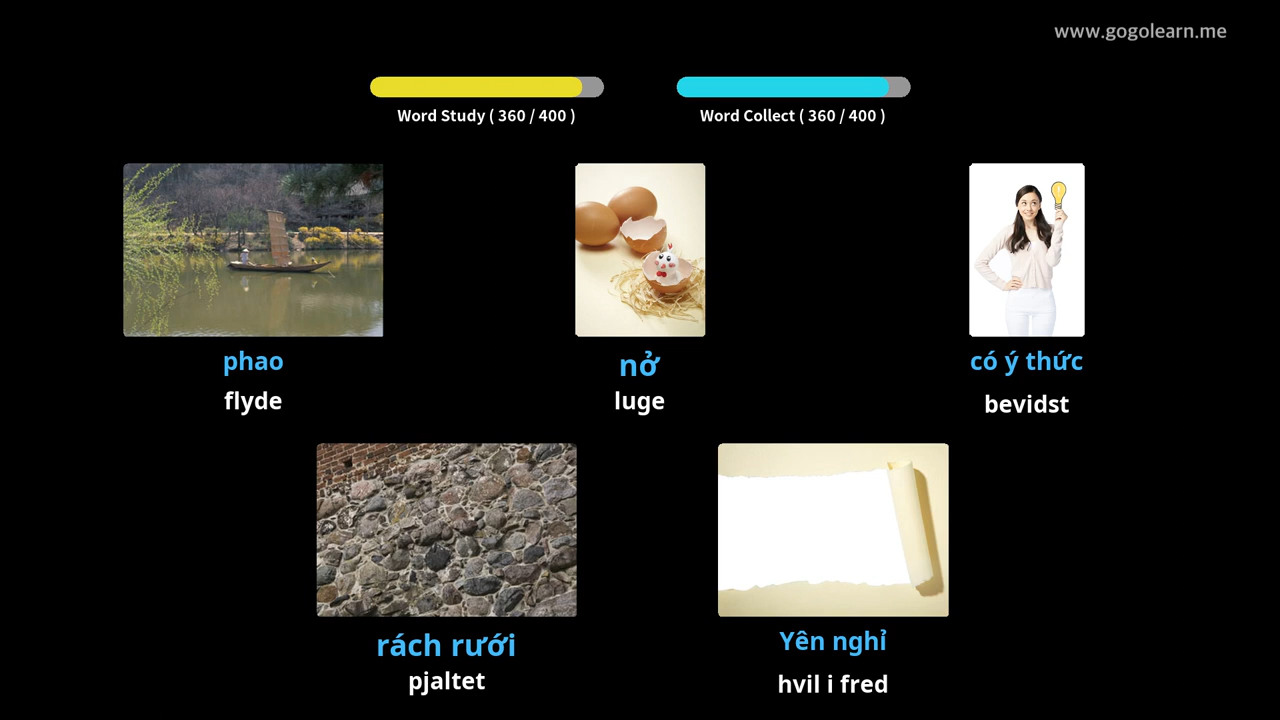 www.gogolearn.me
Word Study ( 360 / 400 )
Word Collect ( 360 / 400 )
phao
flyde
nở
luge
có ý thức
bevidst
rách rưới
pjaltet
Yên nghỉ
hvil i fred